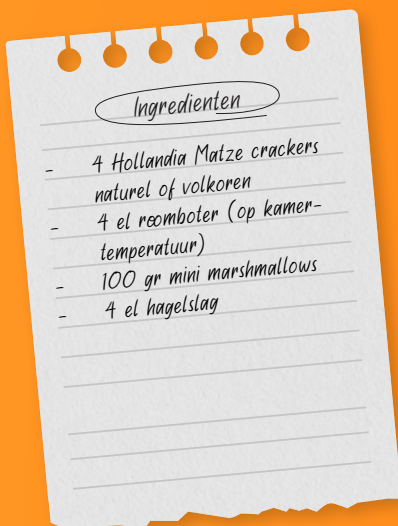 Ingredienten
- 4 Hollandia Matze crackers
naturel of volkoren
- 4 el roomboter (op kamer-
temperatuur)
- 100 gr mini marshmallows
- 4 el hagelslag